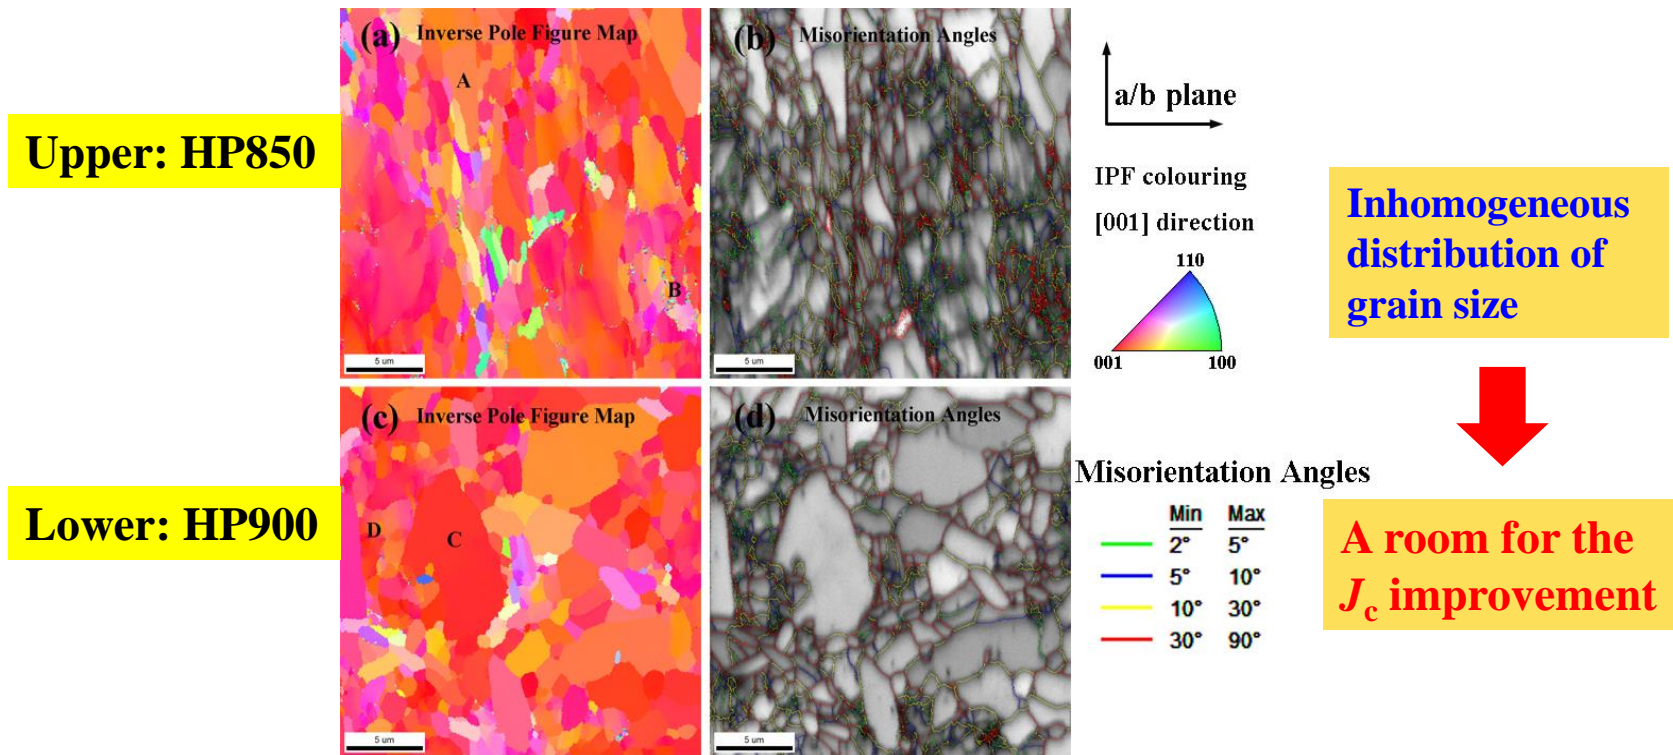 Upper: HP850
(a) Inverse Pole Figure Map
A
B
5 um
(b) Misorientation Angles
5 um
a/b plane
IPF colouring
[001] direction
110
001 100
Inhomogeneous
distribution of
grain size
Lower: HP900
(c) Inverse Pole Figure Map
D
C
5 um
(d) Misorientation Angles
5 um
Misorientation Angles
Min Max
2° 5°
5° 10°
10° 30°
30° 90°
A room for the
Jc improvement